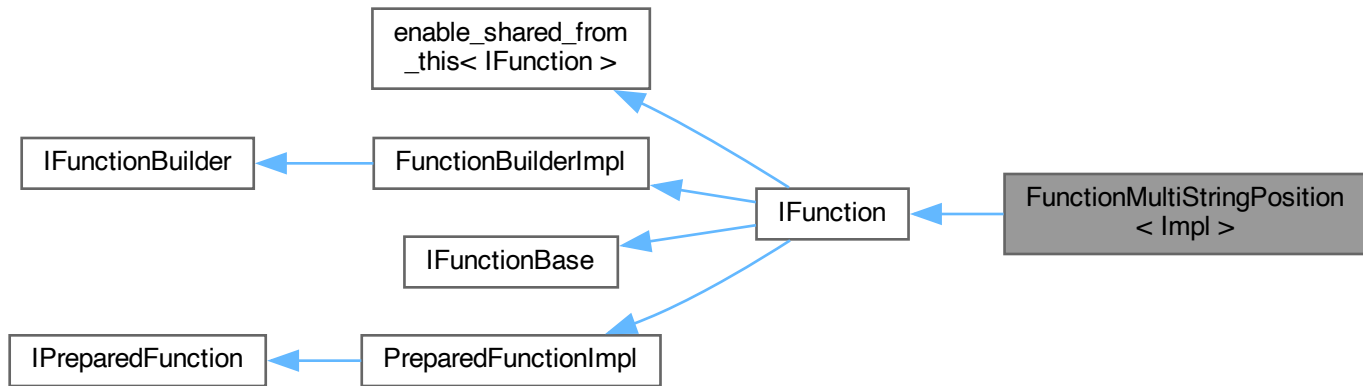 enable_shared_from
_this< IFunction >
IFunctionBuilder
FunctionBuilderImpl
IFunction
FunctionMultiStringPosition
< Impl >
IFunctionBase
IPreparedFunction
PreparedFunctionImpl